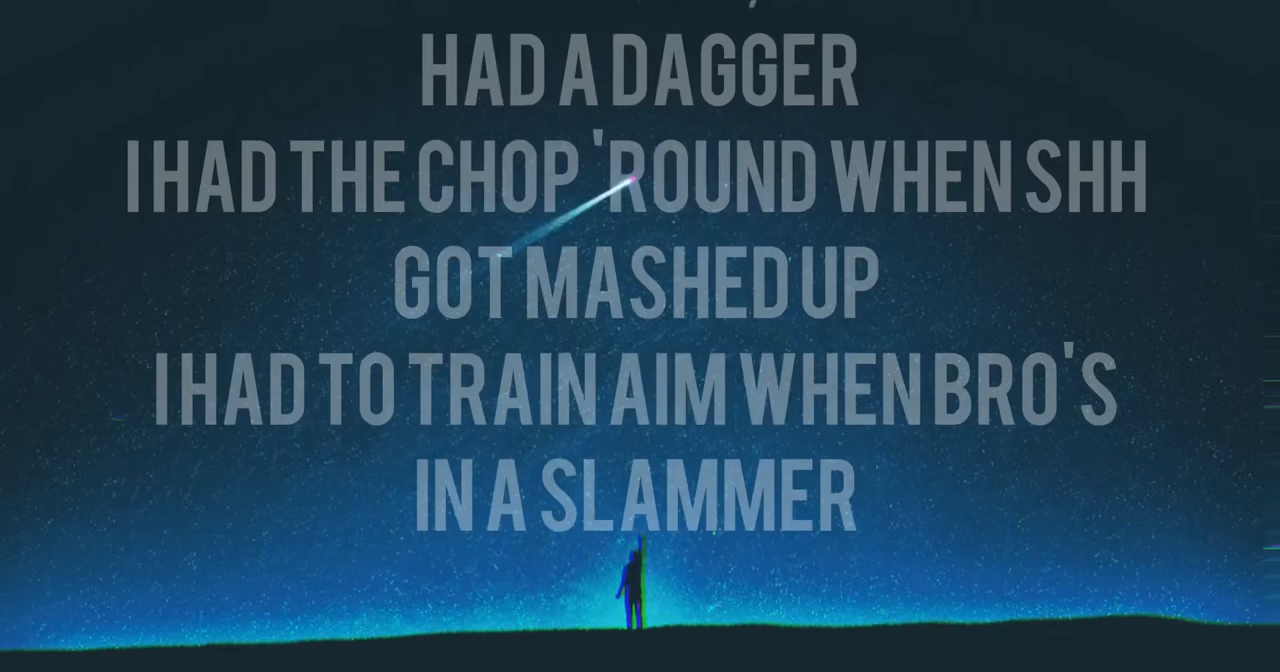 HAD A DAGGER
I HAD THE CHOP 'ROUND WHEN SHH
GOT MASHED UP
I HAD TO TRAIN AIM WHEN BRO'S
IN A SLAMMER